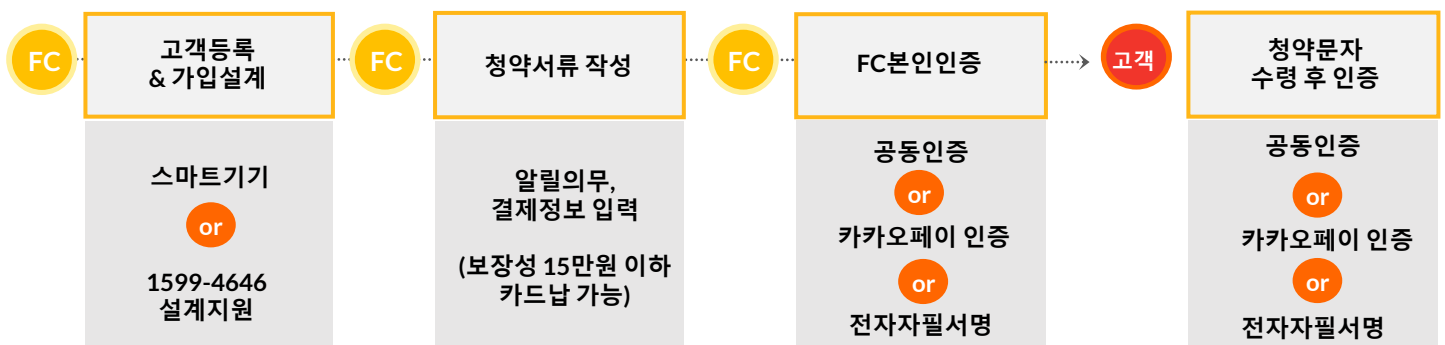 FC
고객등록
& 가입설계
스마트기기
or
1599-4646
설계지원
FC
청약서류 작성
알릴의무,
결제정보 입력
(보장성 15만원 이하
카드납 가능)
FC
FC본인인증
공동인증
or
카카오페이 인증
or
전자자필서명
고객
청약문자
수령 후 인증
공동인증
or
카카오페이 인증
or
전자자필서명